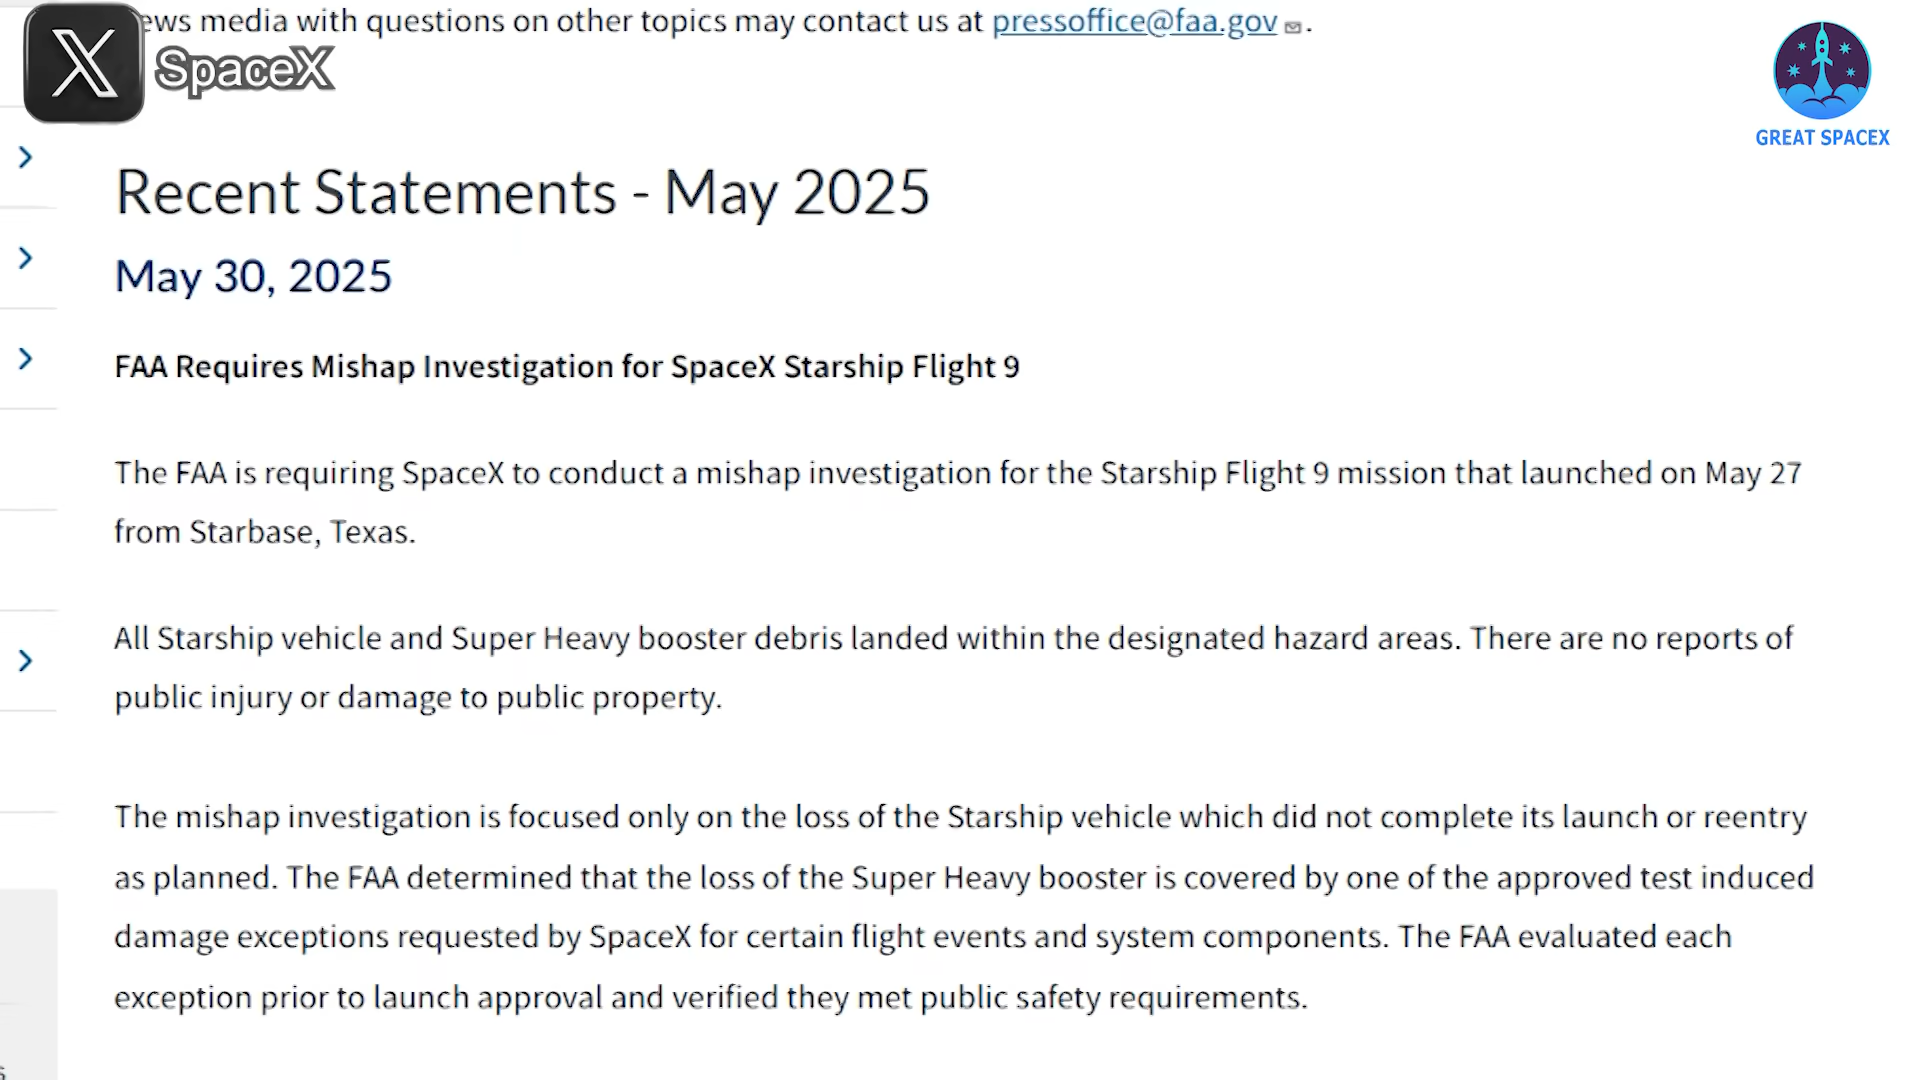 ews media with questions on other topics may contact us at pressoffice@faa.gov .
X SpaceX
GREAT SPACEX
Recent Statements - May 2025
May 30, 2025
FAA Requires Mishap Investigation for SpaceX Starship Flight 9
The FAA is requiring SpaceX to conduct a mishap investigation for the Starship Flight 9 mission that launched on May 27
from Starbase, Texas.
All Starship vehicle and Super Heavy booster debris landed within the designated hazard areas. There are no reports of
public injury or damage to public property.
The mishap investigation is focused only on the loss of the Starship vehicle which did not complete its launch or reentry
as planned. The FAA determined that the loss of the Super Heavy booster is covered by one of the approved test induced
damage exceptions requested by SpaceX for certain flight events and system components. The FAA evaluated each
exception prior to launch approval and verified they met public safety requirements.